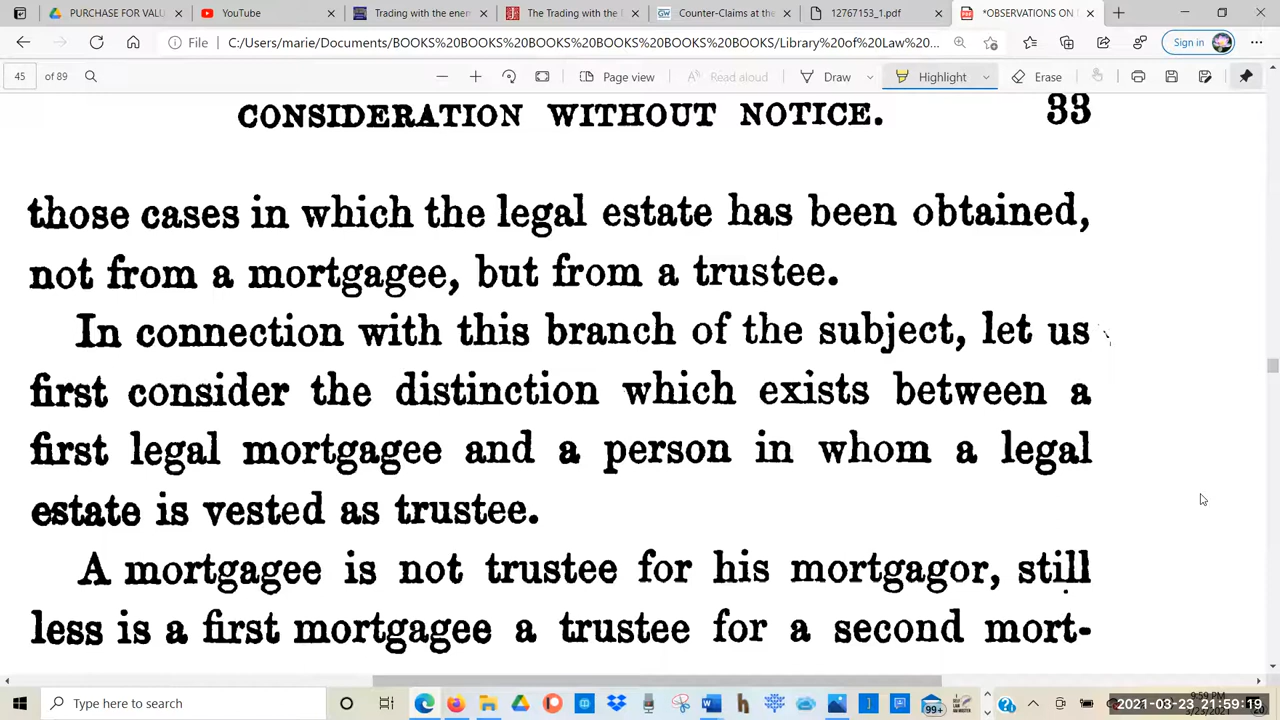 PURCHASE FOR VALU
YouTube
Trading with the ener
The Trading with the E
Counter-Claims at the
12767153_1.pdf
*OBSERVATIONS ON
File
C:/Users/marie/Documents/BOOKS%20BOOKS%20BOOKS%20BOOKS%20BOOKS%20BOOKS/Library%20of%20Law%20...
Sign in
45 of 89
Page view
Read aloud
Draw
Highlight
Erase
CONSIDERATION WITHOUT NOTICE. 33
those cases in which the legal estate has been obtained,
not from a mortgagee, but from a trustee.
In connection with this branch of the subject, let us
first consider the distinction which exists between a
first legal mortgagee and a person in whom a legal
estate is vested as trustee.
A mortgagee is not trustee for his mortgagor, still
less is a first mortgagee a trustee for a second mort-
Type here to search
99+
9:59 PM
2021-03-23 21:59:19